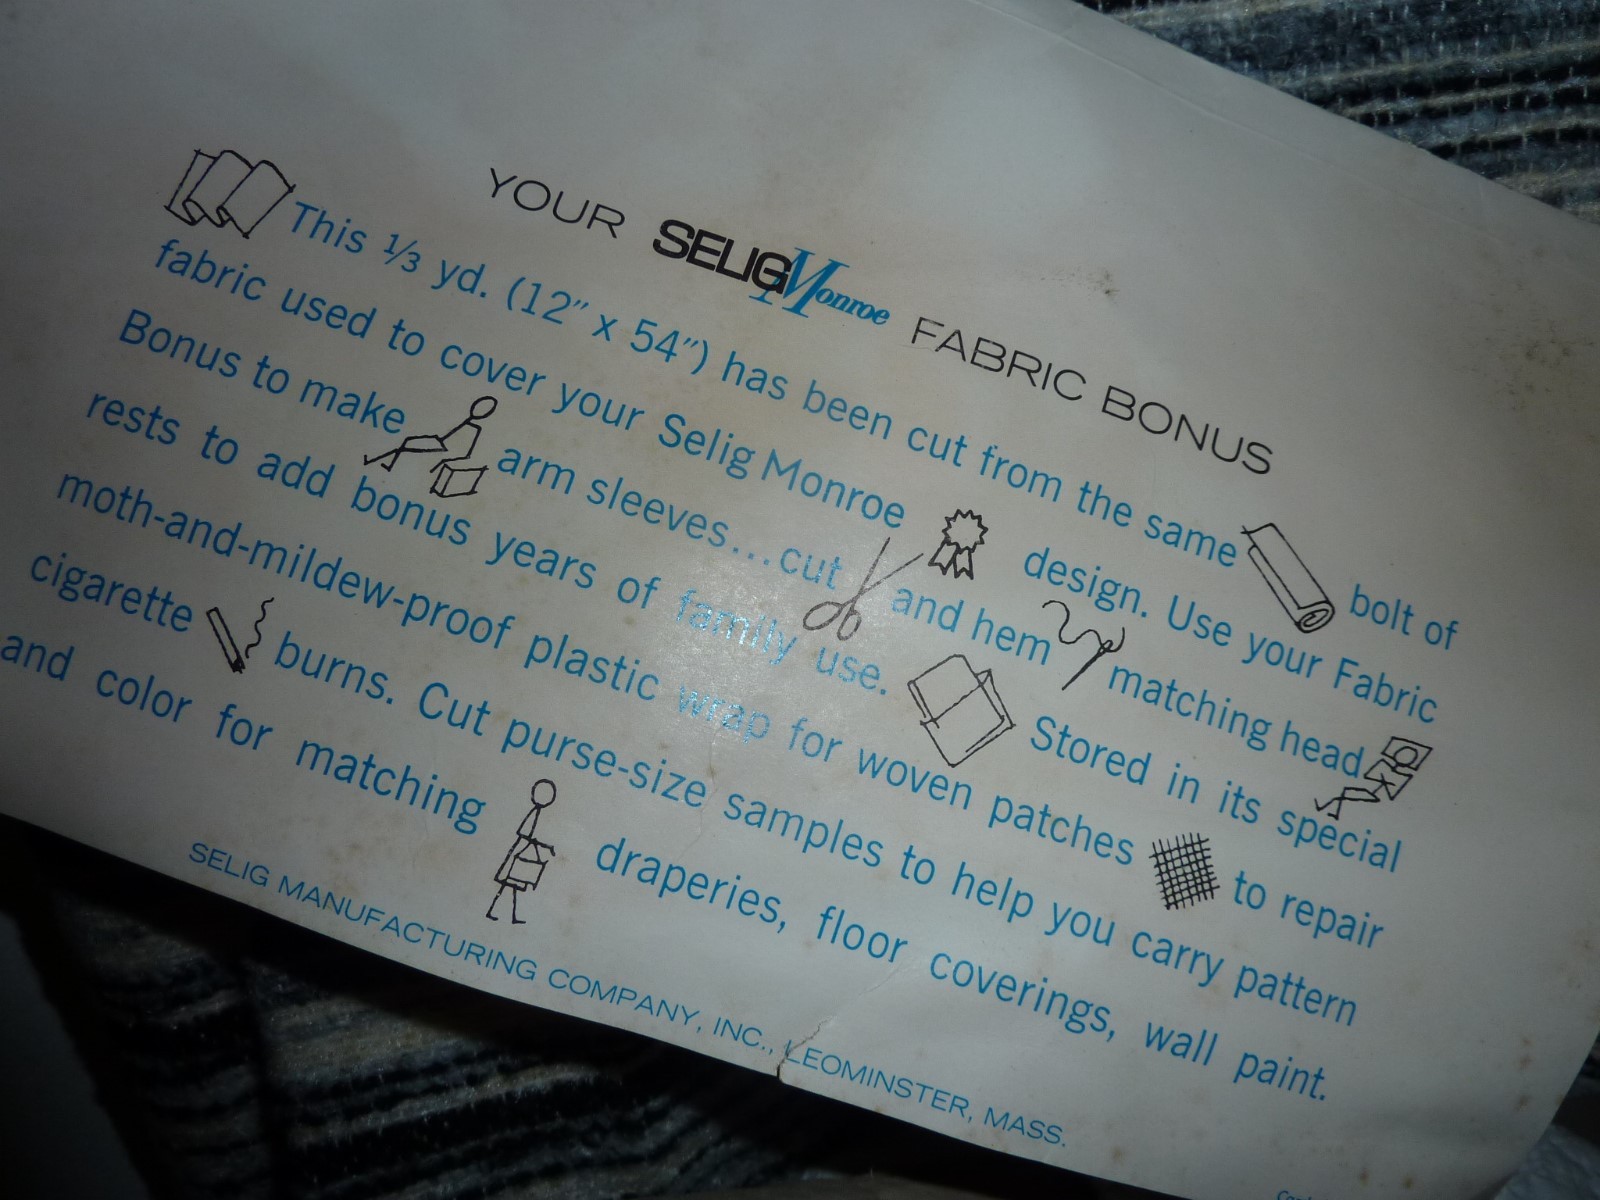 YOUR SELIG Monroe FABRIC BONUS
This ⅓ yd. (12" x 54") has been cut from the same bolt of
fabric used to cover your Selig Monroe design. Use your Fabric
Bonus to make arm sleeves...cut and hem matching head
rests to add bonus years of family use. Stored in its special
moth-and-mildew-proof plastic wrap for woven patches to repair
cigarette burns. Cut purse-size samples to help you carry pattern
and color for matching draperies, floor coverings, wall paint.
SELIG MANUFACTURING COMPANY, INC., LEOMINSTER, MASS.